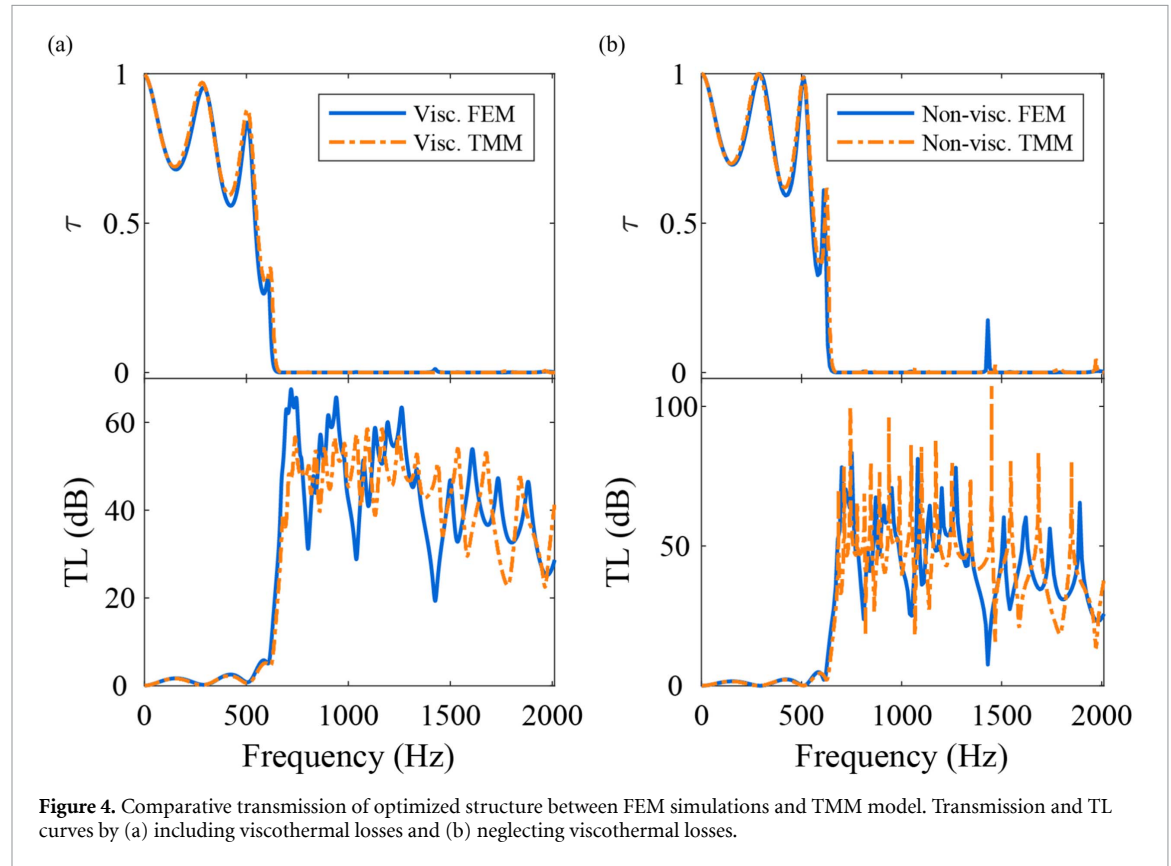 (a)
1
0.5
0
τ
Visc. FEM
Visc. TMM
60
40
20
0
TL (dB)
0 500 1000 1500 2000
Frequency (Hz)
(b)
1
0.5
0
τ
Non-visc. FEM
Non-visc. TMM
100
50
0
TL (dB)
0 500 1000 1500 2000
Frequency (Hz)
Figure 4. Comparative transmission of optimized structure between FEM simulations and TMM model. Transmission and TL
curves by (a) including viscothermal losses and (b) neglecting viscothermal losses.